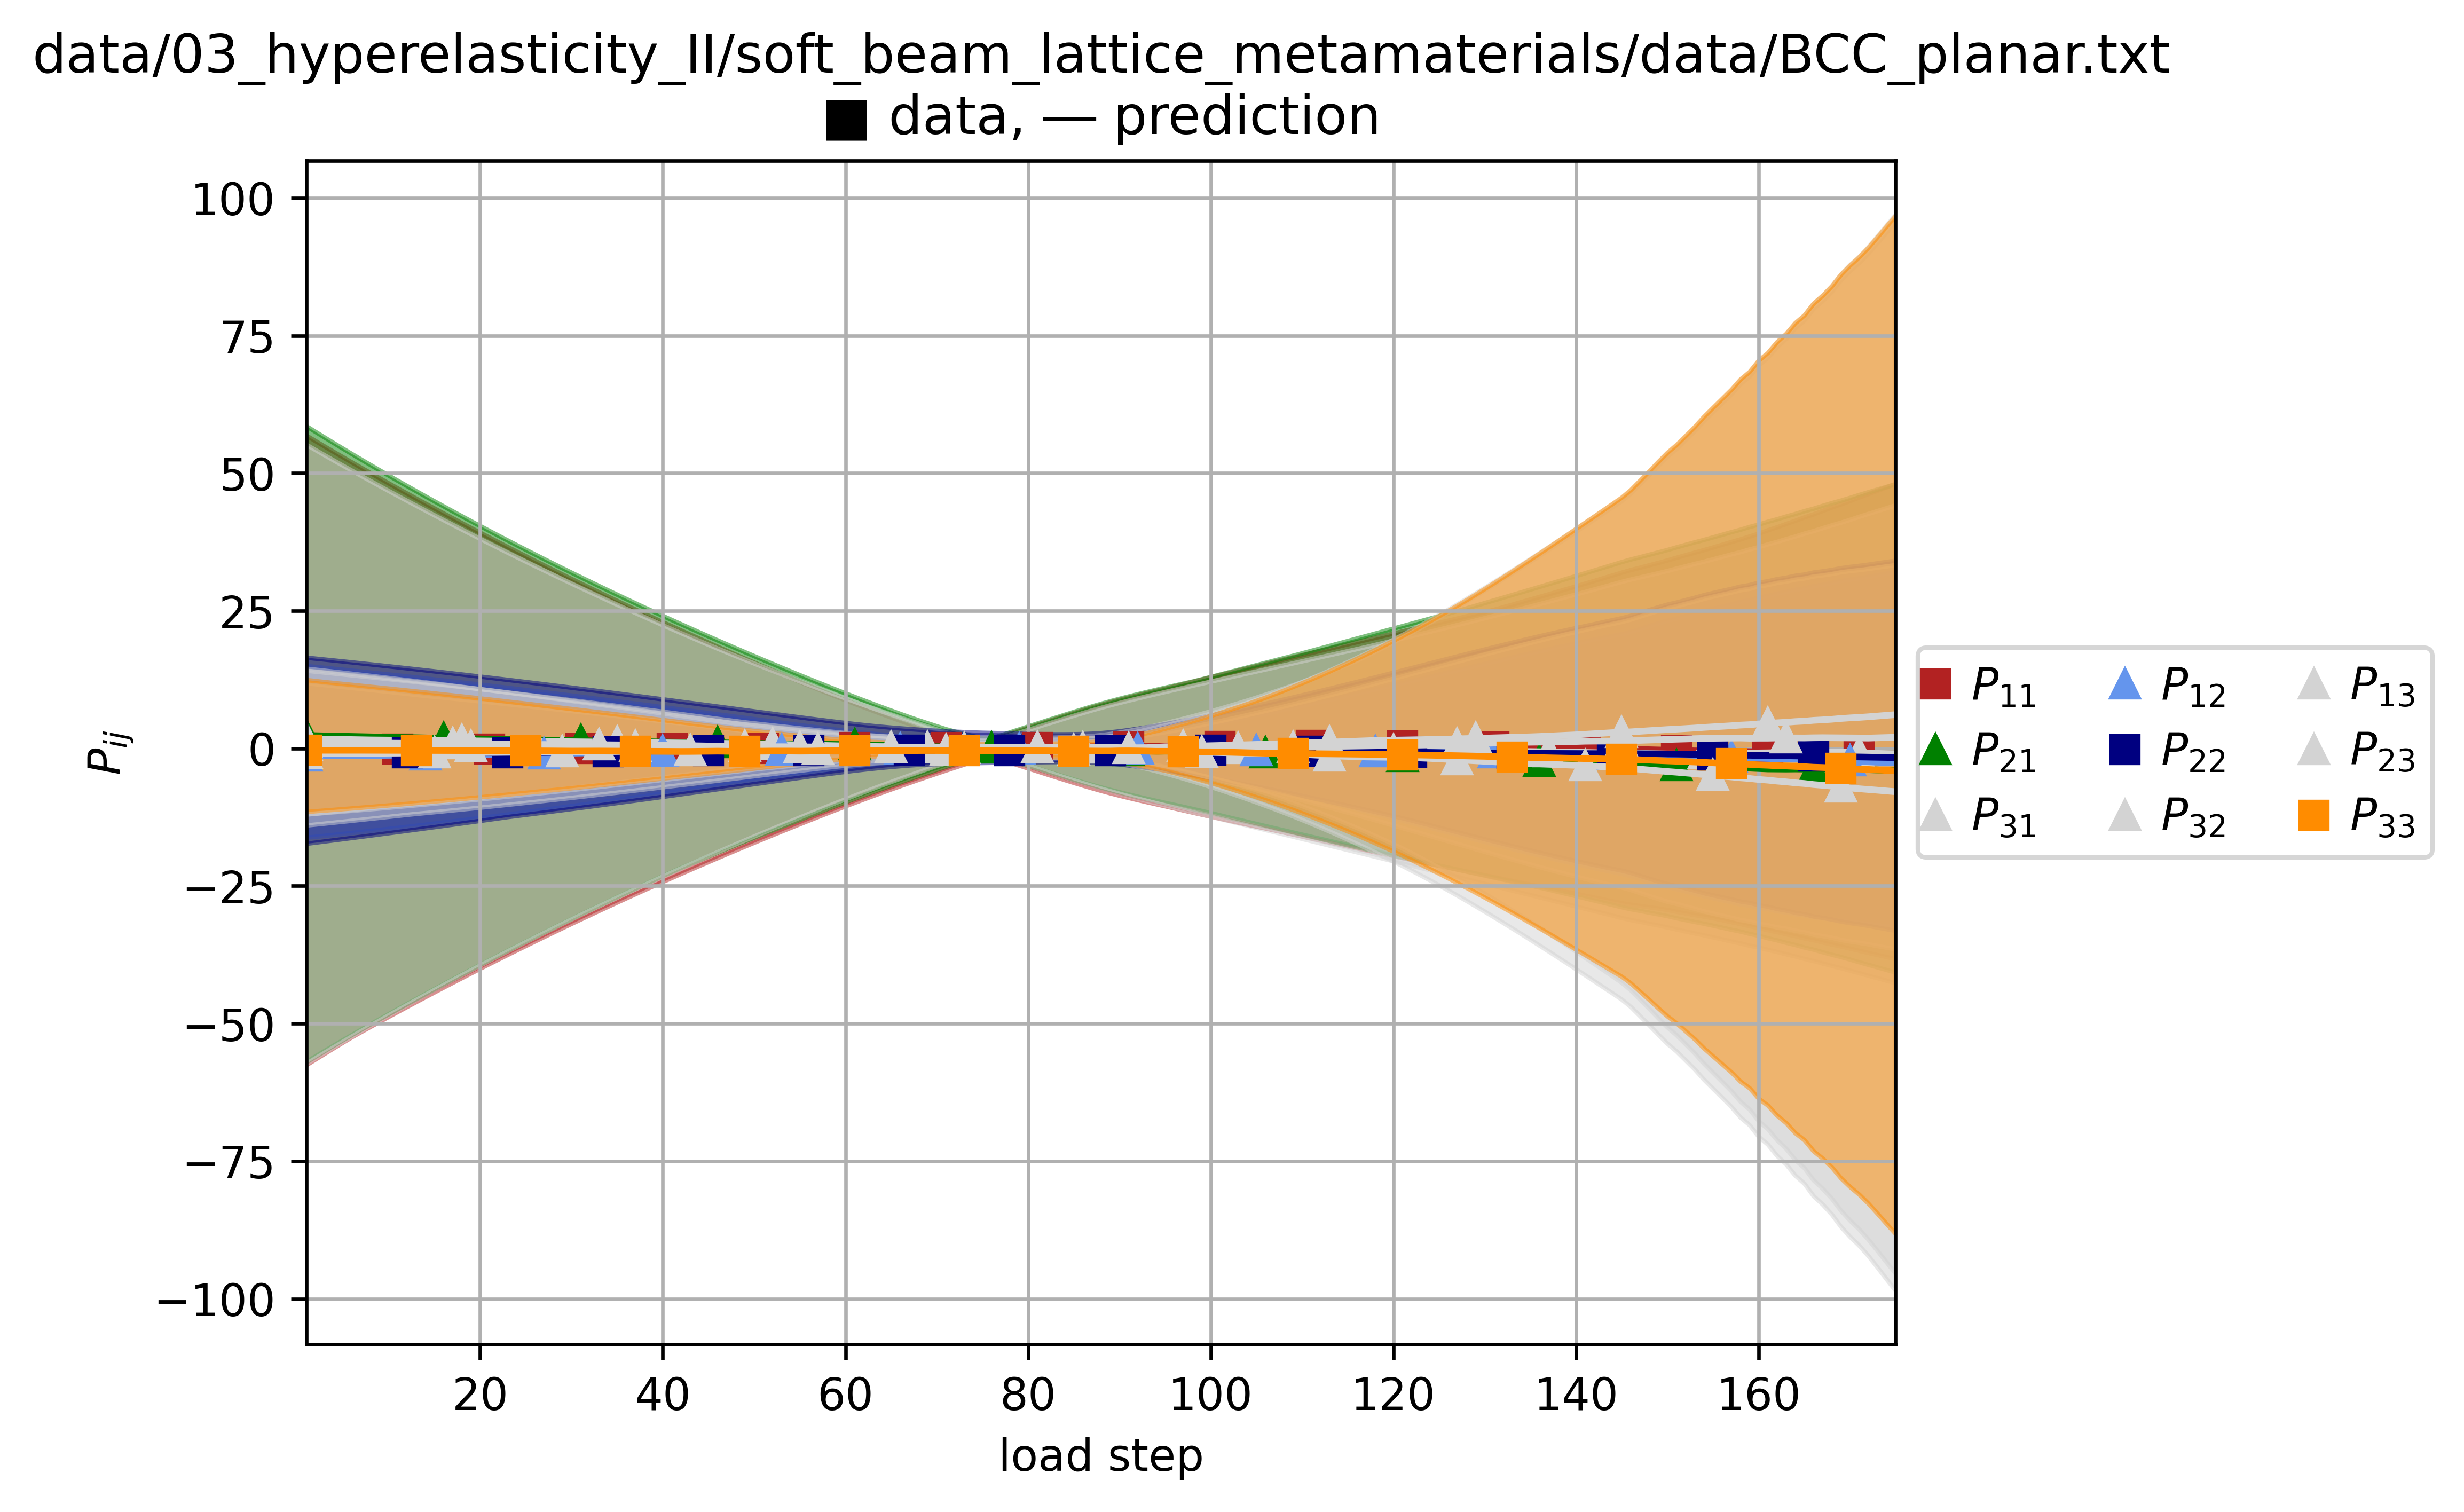 data/03_hyperelasticity_II/soft_beam_lattice_metamaterials/data/BCC_planar.txt
■ data, — prediction
100
75
50
25
0
−25
−50
−75
−100
P_ij
20 40 60 80 100 120 140 160
load step
P_11 P_12 P_13
P_21 P_22 P_23
P_31 P_32 P_33